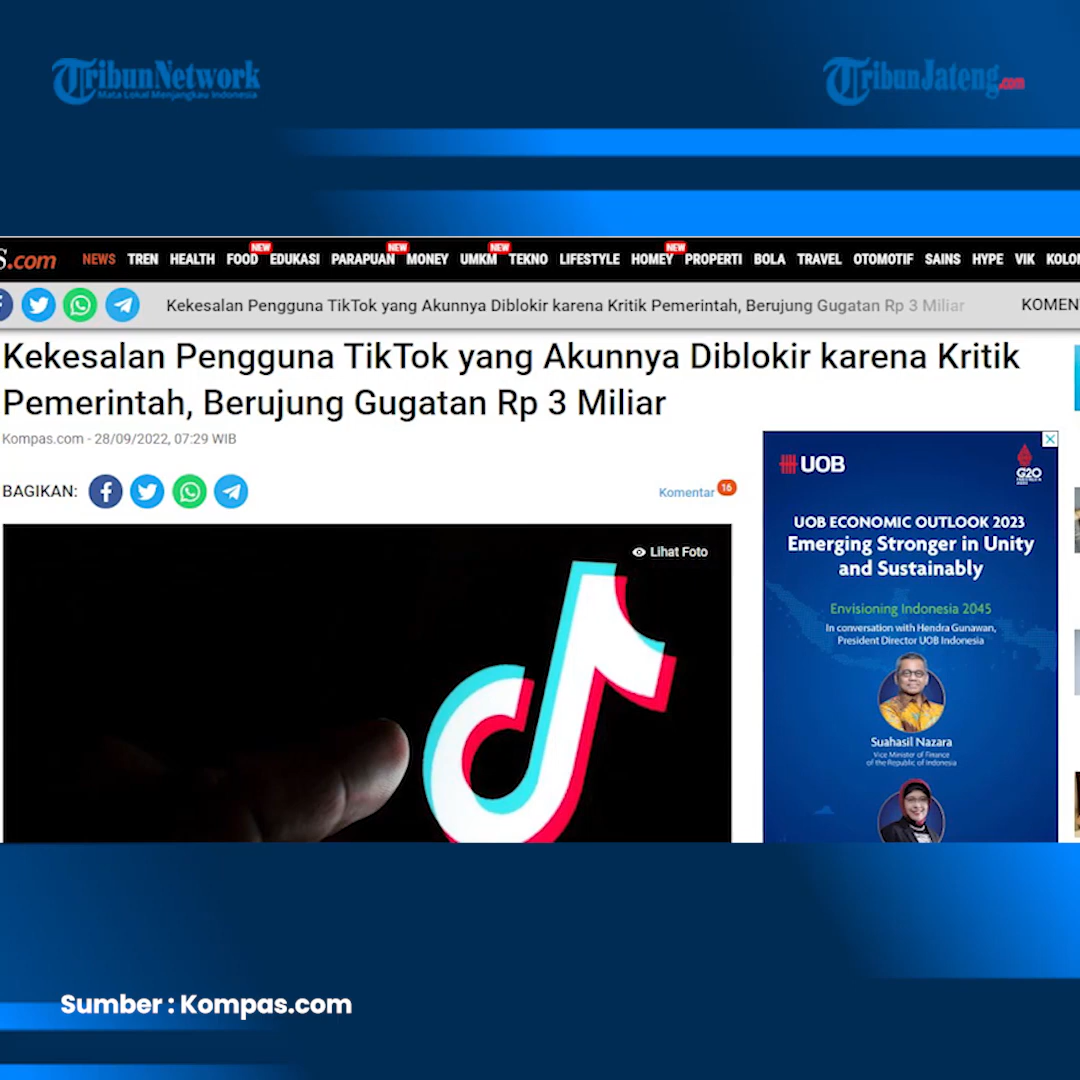 TribunNetwork
Mata Lokal Menjangkau Indonesia
TribunJateng.com
S.com
NEWS TREN HEALTH FOOD NEW EDUKASI PARAPUAN NEW MONEY UMKM NEW TEKNO LIFESTYLE HOMEY NEW PROPERTI BOLA TRAVEL OTOMOTIF SAINS HYPE VIK KOLOM
Kekesalan Pengguna TikTok yang Akunnya Diblokir karena Kritik Pemerintah, Berujung Gugatan Rp 3 Miliar
KOMEN
Kekesalan Pengguna TikTok yang Akunnya Diblokir karena Kritik
Pemerintah, Berujung Gugatan Rp 3 Miliar
Kompas.com - 28/09/2022, 07:29 WIB
BAGIKAN:
Komentar 16
Lihat Foto
UOB
G20
UOB ECONOMIC OUTLOOK 2023
Emerging Stronger in Unity
and Sustainably
Envisioning Indonesia 2045
In conversation with Hendra Gunawan,
President Director UOB Indonesia
Suahasil Nazara
Vice Minister of Finance
of the Republic of Indonesia
Sumber : Kompas.com